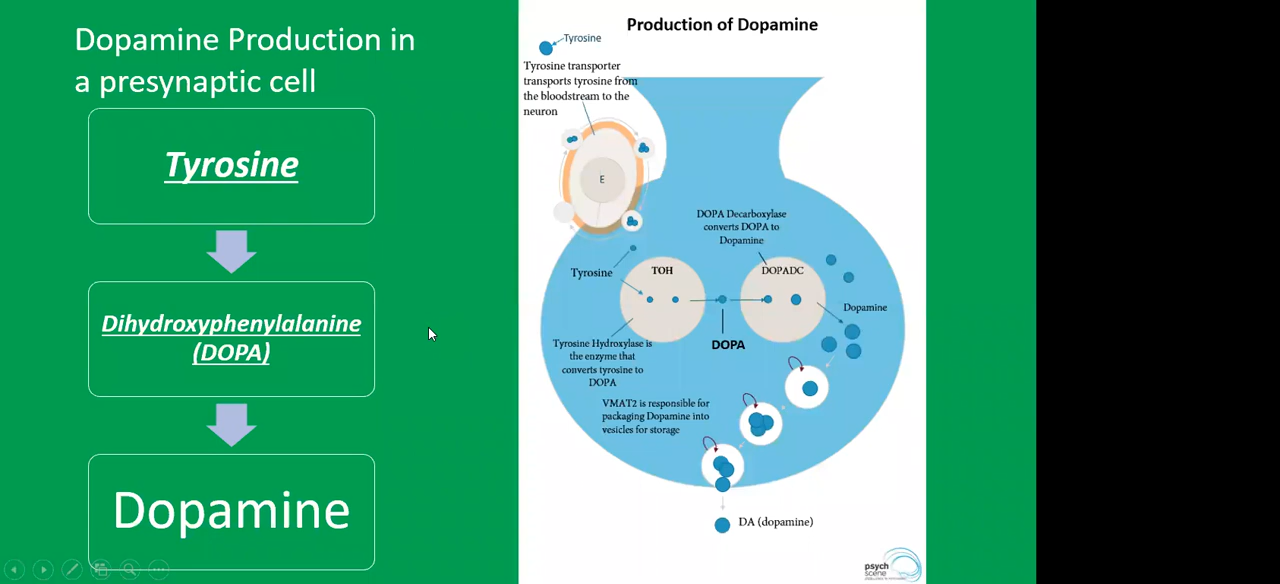 Dopamine Production in
a presynaptic cell
Tyrosine
Dihydroxyphenylalanine
(DOPA)
Dopamine
Production of Dopamine
Tyrosine
Tyrosine transporter
transports tyrosine from
the bloodstream to the
neuron
E
DOPA Decarboxylase
converts DOPA to
Dopamine
Tyrosine
TOH
DOPADC
Dopamine
DOPA
Tyrosine Hydroxylase is
the enzyme that
converts tyrosine to
DOPA
VMAT2 is responsible for
packaging Dopamine into
vesicles for storage
DA (dopamine)
psych
scene